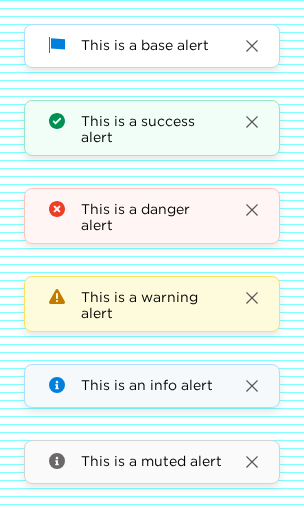 This is a base alert
This is a success
alert
This is a danger
alert
This is a warning
alert
This is an info alert
This is a muted alert